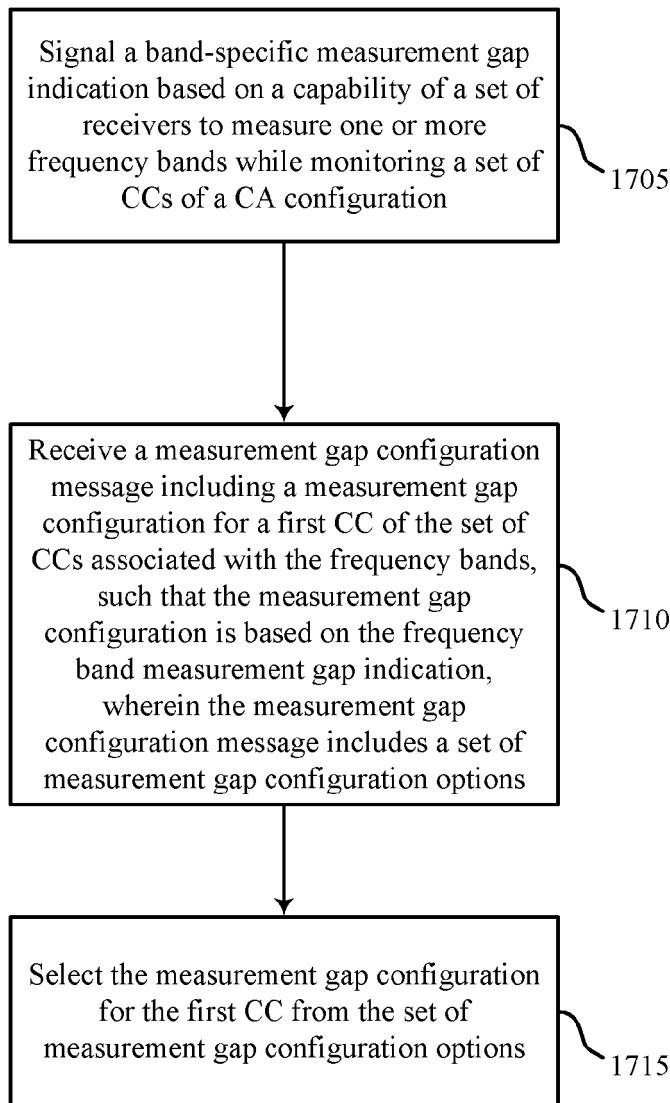 Signal a band-specific measurement gap
indication based on a capability of a set of
receivers to measure one or more
frequency bands while monitoring a set of
CCs of a CA configuration
1705
Receive a measurement gap configuration
message including a measurement gap
configuration for a first CC of the set of
CCs associated with the frequency bands,
such that the measurement gap
configuration is based on the frequency
band measurement gap indication,
wherein the measurement gap
configuration message includes a set of
measurement gap configuration options
1710
Select the measurement gap configuration
for the first CC from the set of
measurement gap configuration options
1715